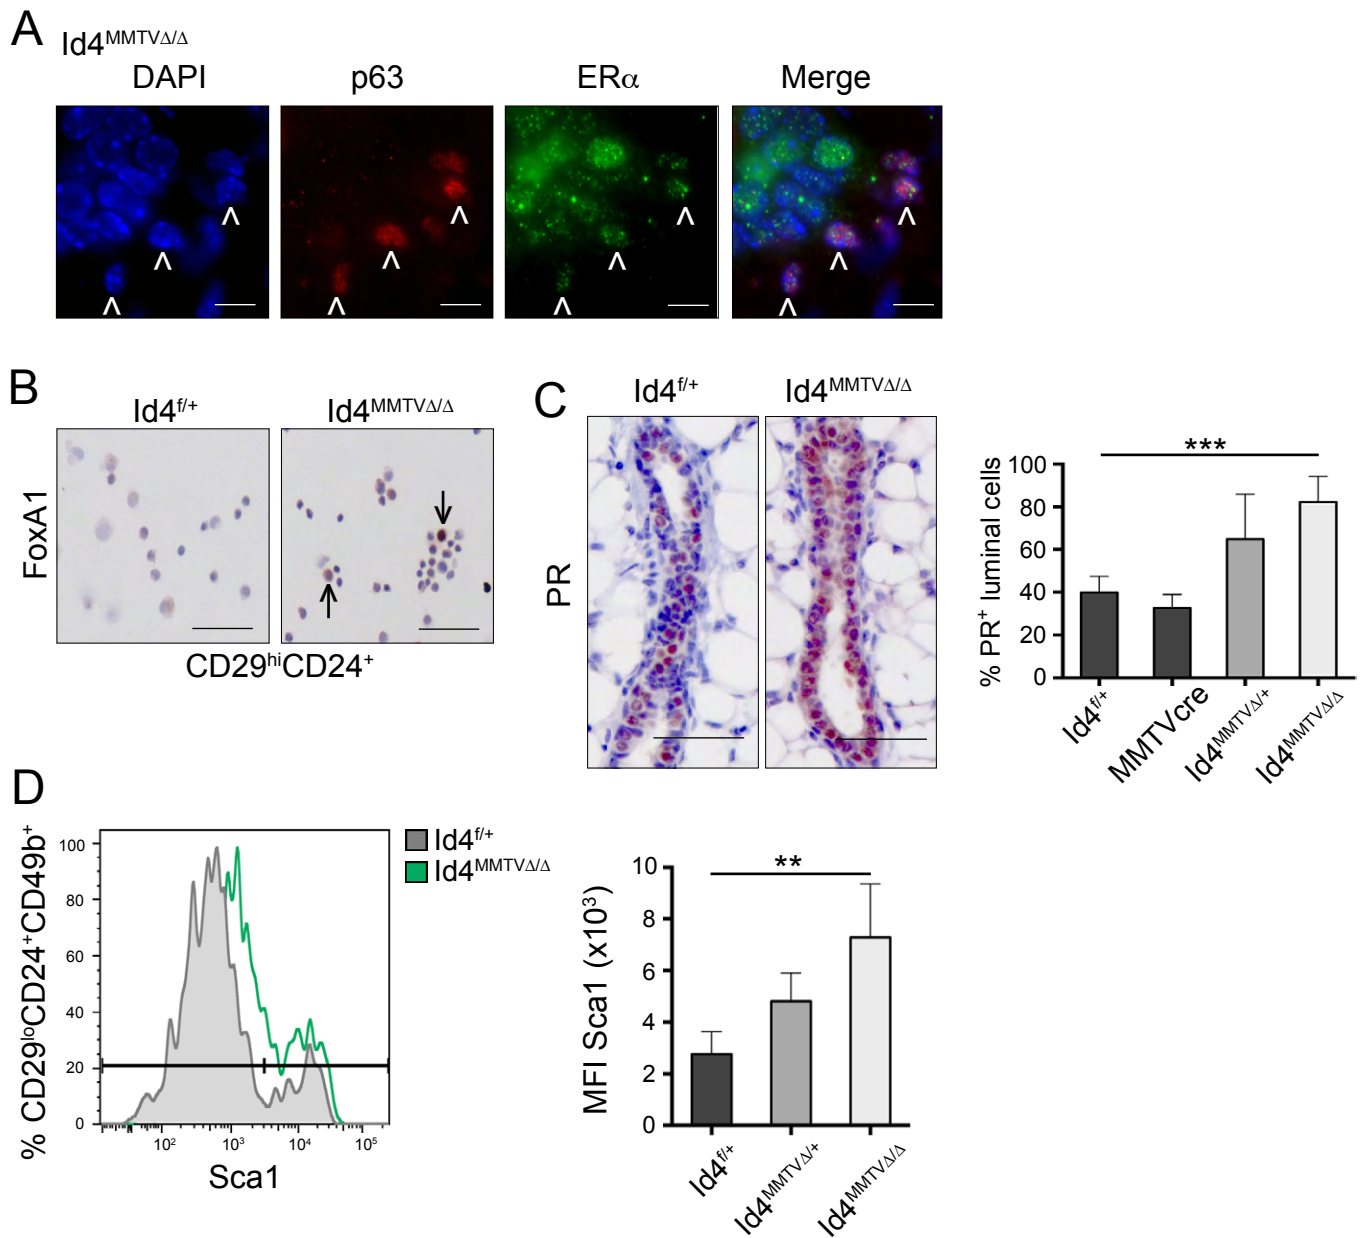 A
Id4MMTVΔ/Δ
DAPI p63 ERα Merge
^ ^ ^ ^
^ ^ ^ ^
^ ^ ^ ^
B
Id4f/+ Id4MMTVΔ/Δ
FoxA1
CD29hiCD24+
C
Id4f/+ Id4MMTVΔ/Δ
PR
***
% PR+ luminal cells
100
80
60
40
20
0
Id4f/+ MMTVcre Id4MMTVΔ/+ Id4MMTVΔ/Δ
D
% CD29loCD24+CD49b+
100
80
60
40
20
0
10² 10³ 10⁴ 10⁵
Sca1
Id4f/+
Id4MMTVΔ/Δ
**
MFI Sca1 (x10³)
10
8
6
4
2
0
Id4f/+ Id4MMTVΔ/+ Id4MMTVΔ/Δ